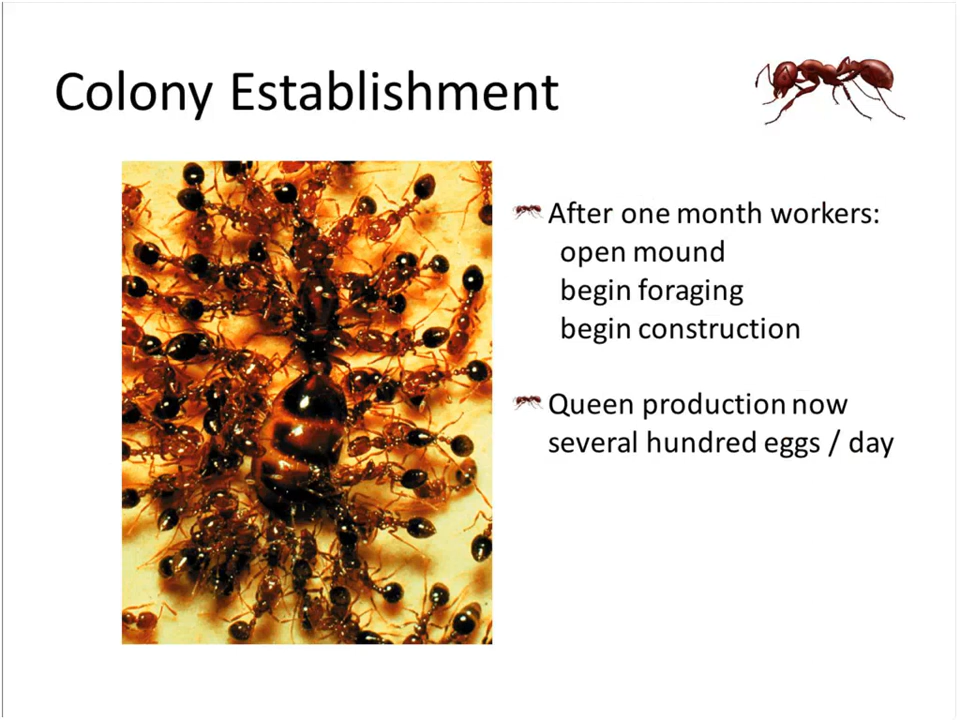 Colony Establishment
After one month workers:
open mound
begin foraging
begin construction
Queen production now
several hundred eggs / day